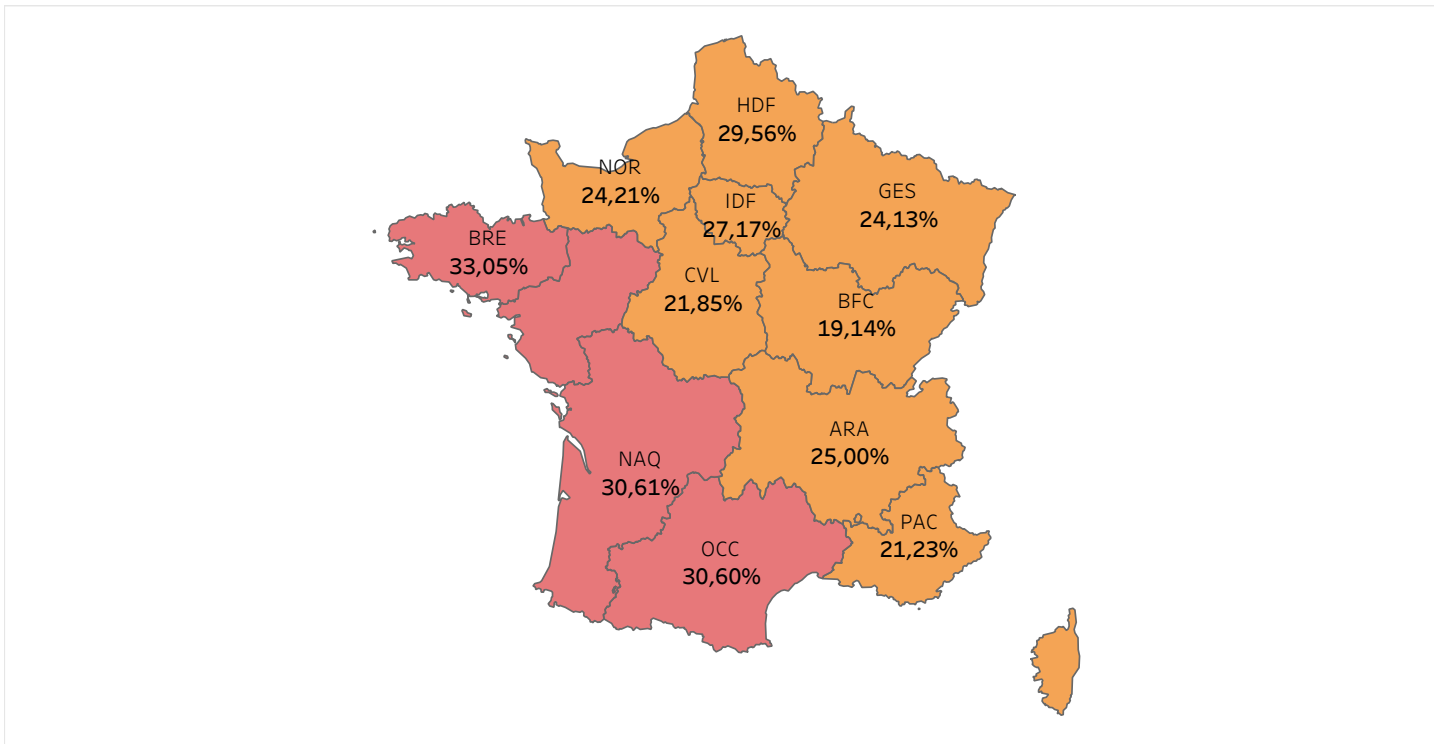 HDF
29,56%
NOR
24,21%
IDF
27,17%
GES
24,13%
BRE
33,05%
CVL
21,85%
BFC
19,14%
ARA
25,00%
NAQ
30,61%
PAC
21,23%
OCC
30,60%